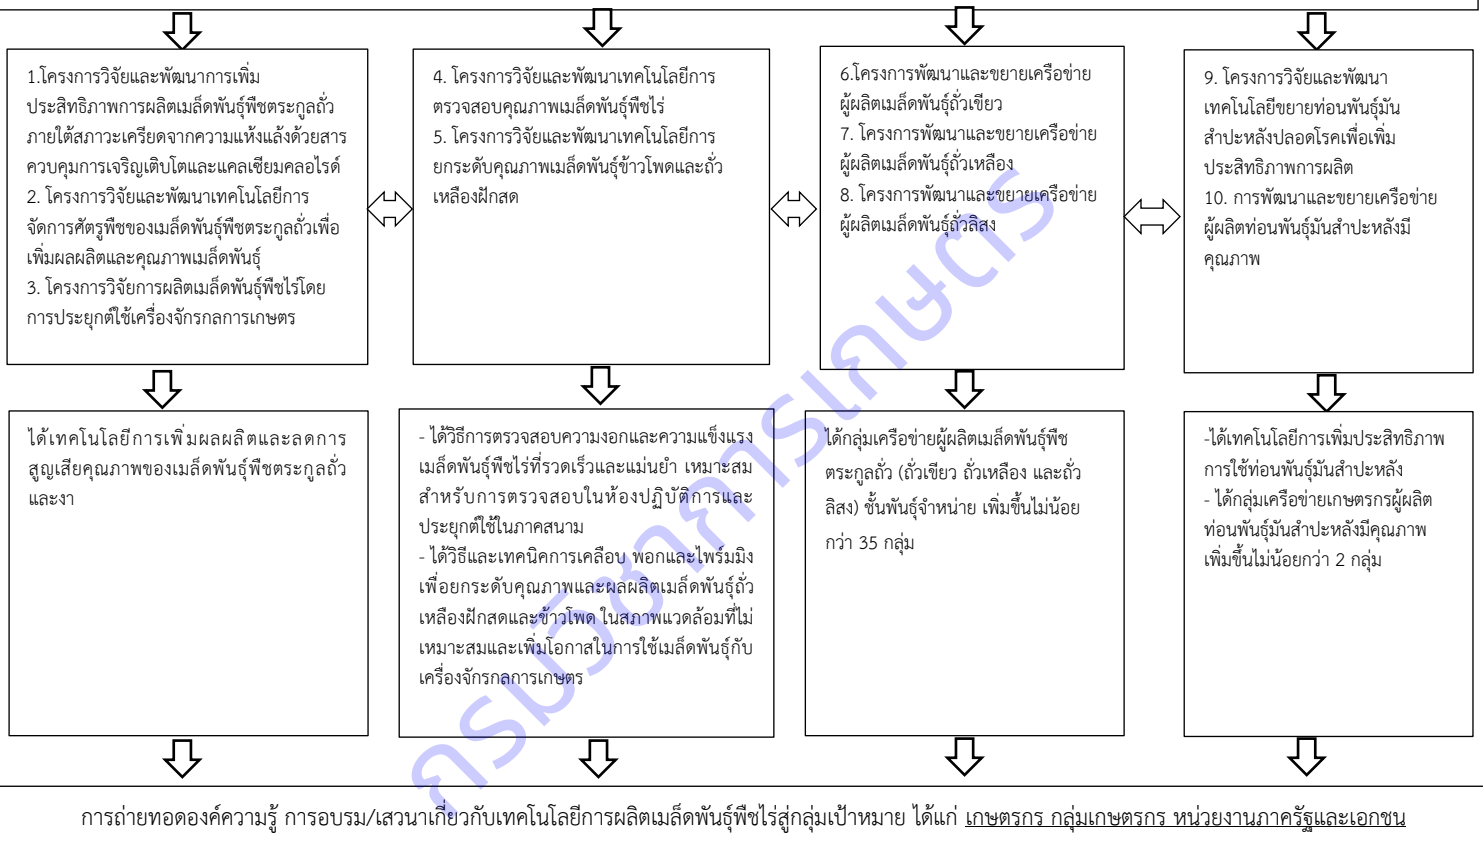 1.โครงการวิจัยและพัฒนาการเพิ่ม
ประสิทธิภาพการผลิตเมล็ดพันธุ์พืชตระกูลถั่ว
ภายใต้สภาวะเครียดจากความแห้งแล้งด้วยสาร
ควบคุมการเจริญเติบโตและแคลเซียมคลอไรด์
2. โครงการวิจัยและพัฒนาเทคโนโลยีการ
จัดการศัตรูพืชของเมล็ดพันธุ์พืชตระกูลถั่วเพื่อ
เพิ่มผลผลิตและคุณภาพเมล็ดพันธุ์
3. โครงการวิจัยการผลิตเมล็ดพันธุ์พืชไร่โดย
การประยุกต์ใช้เครื่องจักรกลการเกษตร
4. โครงการวิจัยและพัฒนาเทคโนโลยีการ
ตรวจสอบคุณภาพเมล็ดพันธุ์พืชไร่
5. โครงการวิจัยและพัฒนาเทคโนโลยีการ
ยกระดับคุณภาพเมล็ดพันธุ์ข้าวโพดและถั่ว
เหลืองฝักสด
6.โครงการพัฒนาและขยายเครือข่าย
ผู้ผลิตเมล็ดพันธุ์ถั่วเขียว
7. โครงการพัฒนาและขยายเครือข่าย
ผู้ผลิตเมล็ดพันธุ์ถั่วเหลือง
8. โครงการพัฒนาและขยายเครือข่าย
ผู้ผลิตเมล็ดพันธุ์ถั่วลิสง
9. โครงการวิจัยและพัฒนา
เทคโนโลยีขยายท่อนพันธุ์มัน
สำปะหลังปลอดโรคเพื่อเพิ่ม
ประสิทธิภาพการผลิต
10. การพัฒนาและขยายเครือข่าย
ผู้ผลิตท่อนพันธุ์มันสำปะหลังมี
คุณภาพ
ได้เทคโนโลยีการเพิ่มผลผลิตและลดการ
สูญเสียคุณภาพของเมล็ดพันธุ์พืชตระกูลถั่ว
และงา
- ได้วิธีการตรวจสอบความงอกและความแข็งแรง
เมล็ดพันธุ์พืชไร่ที่รวดเร็วและแม่นยำ เหมาะสม
สำหรับการตรวจสอบในห้องปฏิบัติการและ
ประยุกต์ใช้ในภาคสนาม
- ได้วิธีและเทคนิคการเคลือบ พอกและไพร์มมิง
เพื่อยกระดับคุณภาพและผลผลิตเมล็ดพันธุ์ถั่ว
เหลืองฝักสดและข้าวโพด ในสภาพแวดล้อมที่ไม่
เหมาะสมและเพิ่มโอกาสในการใช้เมล็ดพันธุ์กับ
เครื่องจักรกลการเกษตร
ได้กลุ่มเครือข่ายผู้ผลิตเมล็ดพันธุ์พืช
ตระกูลถั่ว (ถั่วเขียว ถั่วเหลือง และถั่ว
ลิสง) ชั้นพันธุ์จำหน่าย เพิ่มขึ้นไม่น้อย
กว่า 35 กลุ่ม
-ได้เทคโนโลยีการเพิ่มประสิทธิภาพ
การใช้ท่อนพันธุ์มันสำปะหลัง
- ได้กลุ่มเครือข่ายเกษตรกรผู้ผลิต
ท่อนพันธุ์มันสำปะหลังมีคุณภาพ
เพิ่มขึ้นไม่น้อยกว่า 2 กลุ่ม
การถ่ายทอดองค์ความรู้ การอบรม/เสวนาเกี่ยวกับเทคโนโลยีการผลิตเมล็ดพันธุ์พืชไร่สู่กลุ่มเป้าหมาย ได้แก่ เกษตรกร กลุ่มเกษตรกร หน่วยงานภาครัฐและเอกชน
กรมวิชาการเกษตร